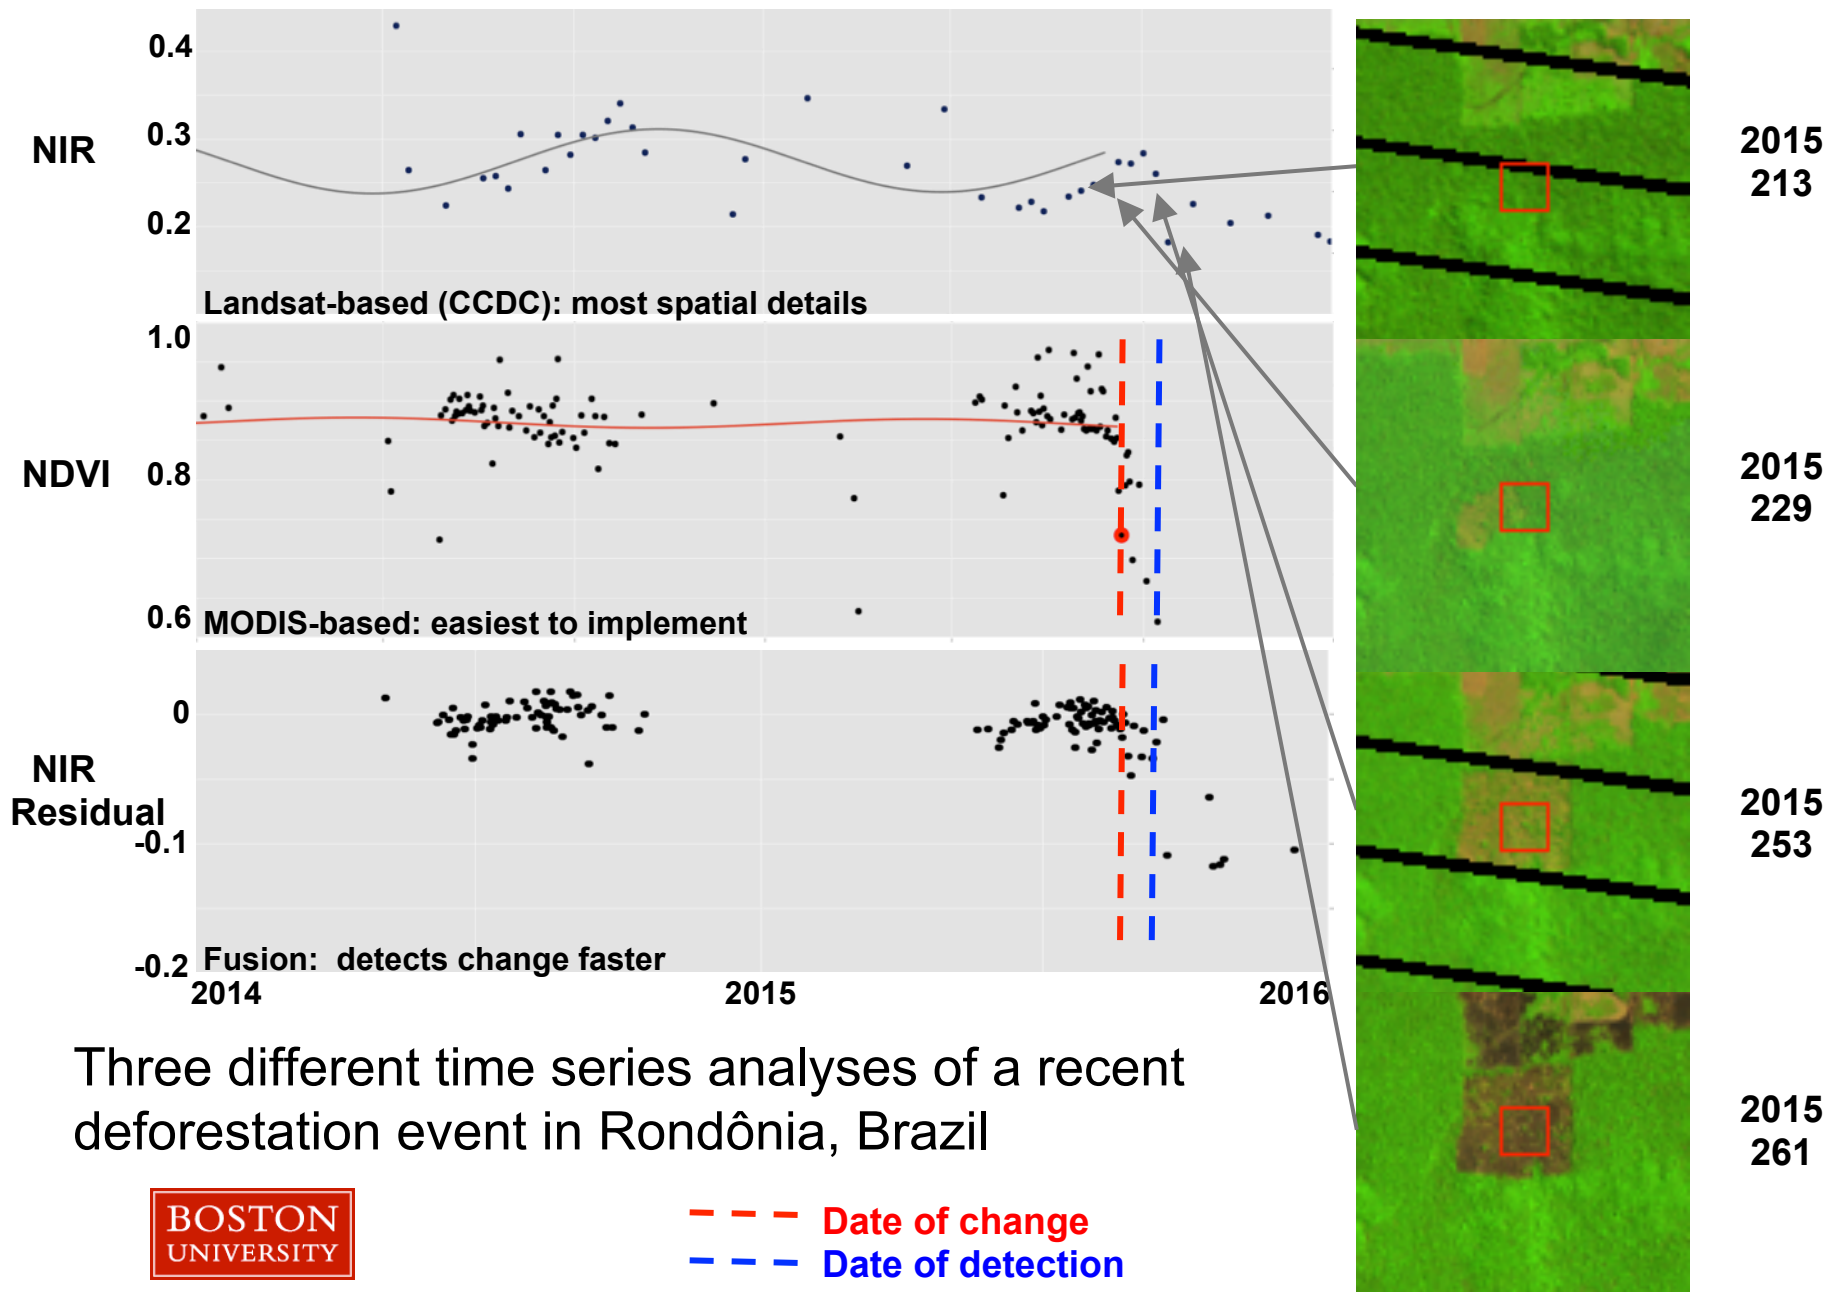 0.4
0.3
0.2
NIR
Landsat-based (CCDC): most spatial details
1.0
0.8
0.6
NDVI
MODIS-based: easiest to implement
0
-0.1
-0.2
NIR
Residual
Fusion:  detects change faster
2014
2015
2016
2015
213
2015
229
2015
253
2015
261
Three different time series analyses of a recent
deforestation event in Rondônia, Brazil
BOSTON
UNIVERSITY
Date of change
Date of detection